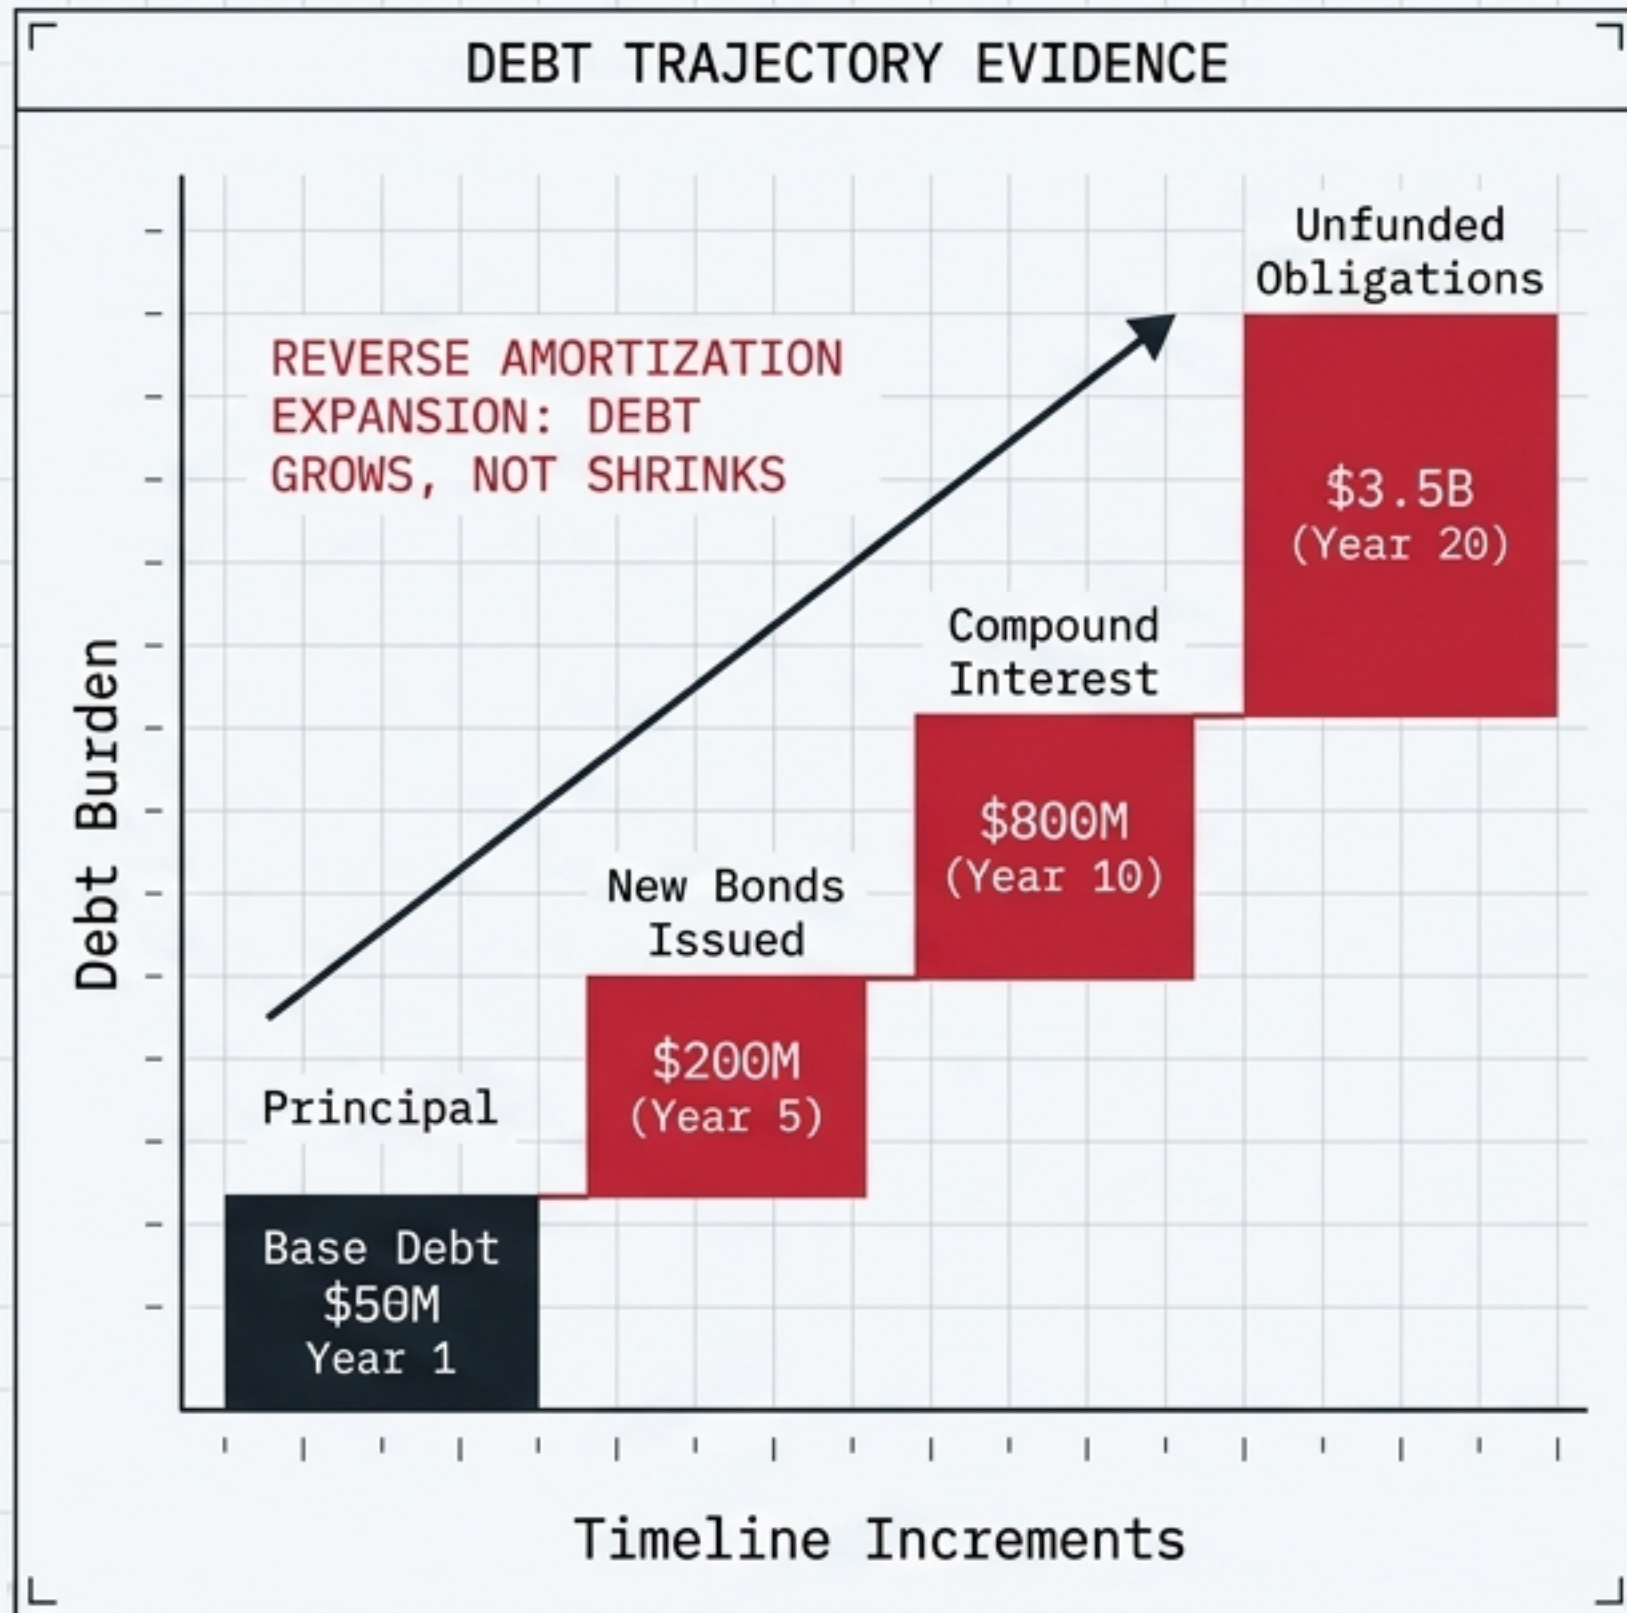 DEBT TRAJECTORY EVIDENCE
REVERSE AMORTIZATION
EXPANSION: DEBT
GROWS, NOT SHRINKS
Unfunded
Obligations
$3.5B
(Year 20)
Compound
Interest
$800M
(Year 10)
New Bonds
Issued
$200M
(Year 5)
Principal
Base Debt
$50M
Year 1
Debt Burden
Timeline Increments